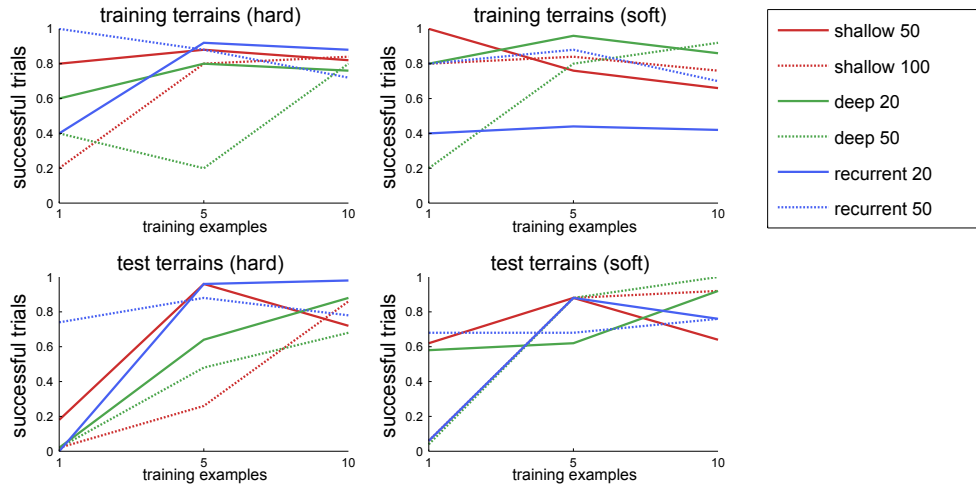 training terrains (hard)
successful trials
1
0.8
0.6
0.4
0.2
0
1
5
10
training examples
training terrains (soft)
successful trials
1
0.8
0.6
0.4
0.2
0
1
5
10
training examples
shallow 50
shallow 100
deep 20
deep 50
recurrent 20
recurrent 50
test terrains (hard)
successful trials
1
0.8
0.6
0.4
0.2
0
1
5
10
training examples
test terrains (soft)
successful trials
1
0.8
0.6
0.4
0.2
0
1
5
10
training examples